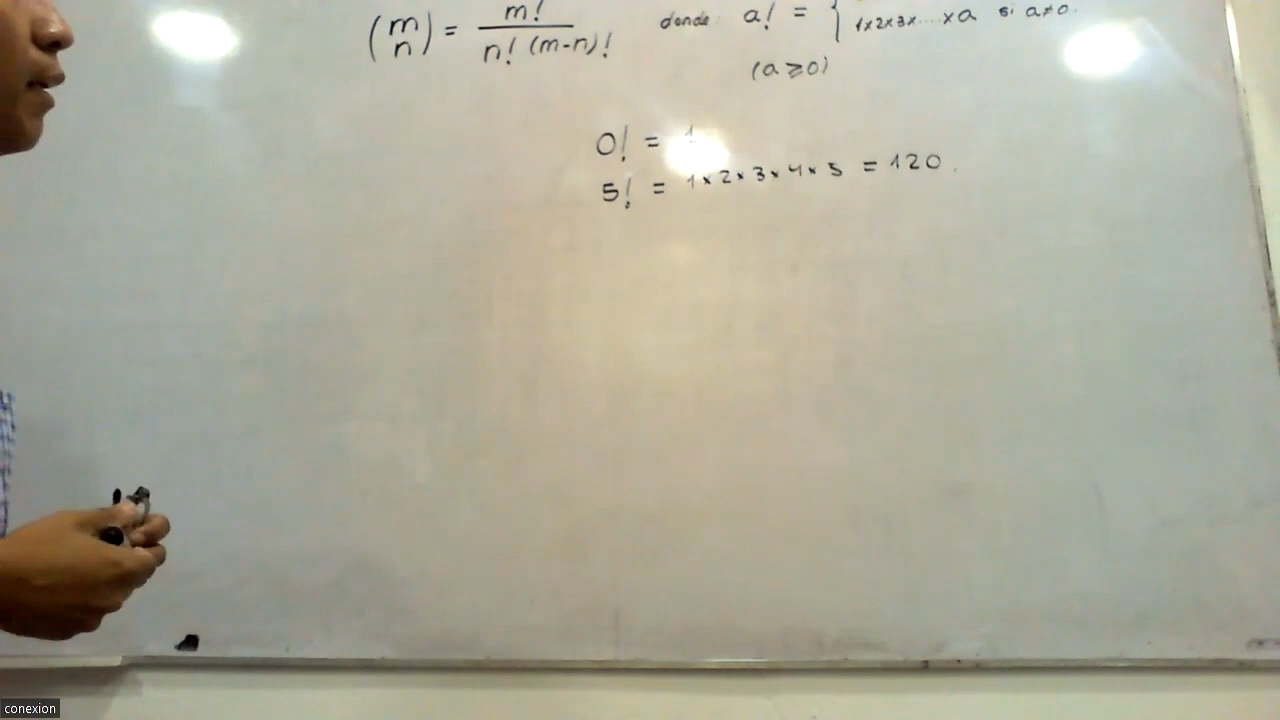 (m n) = m! / n! (m-n)! donde: a! = { 1x2x3x....xa si a≠0.
(a ≥ 0)
0! = 1
5! = 1x2x3x4x5 = 120.
conexion